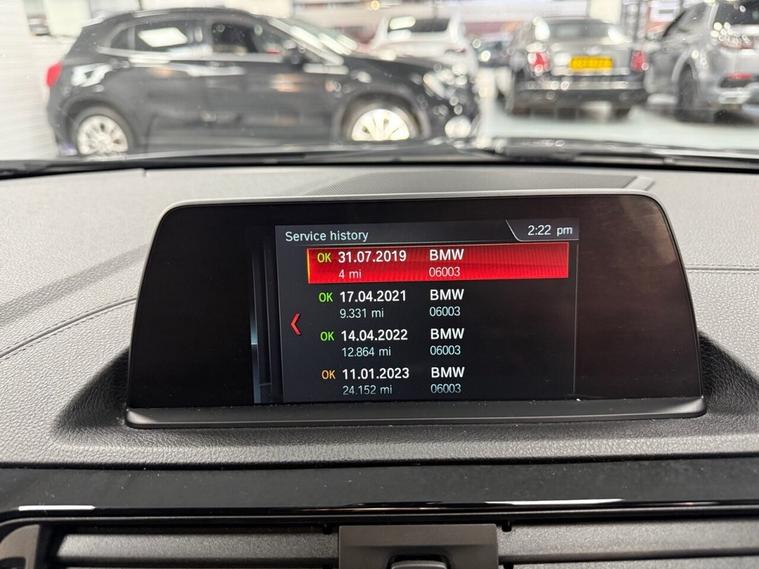 Service history
2:22 pm
OK 31.07.2019 BMW
4 mi 06003
OK 17.04.2021 BMW
9.331 mi 06003
OK 14.04.2022 BMW
12.864 mi 06003
OK 11.01.2023 BMW
24.152 mi 06003